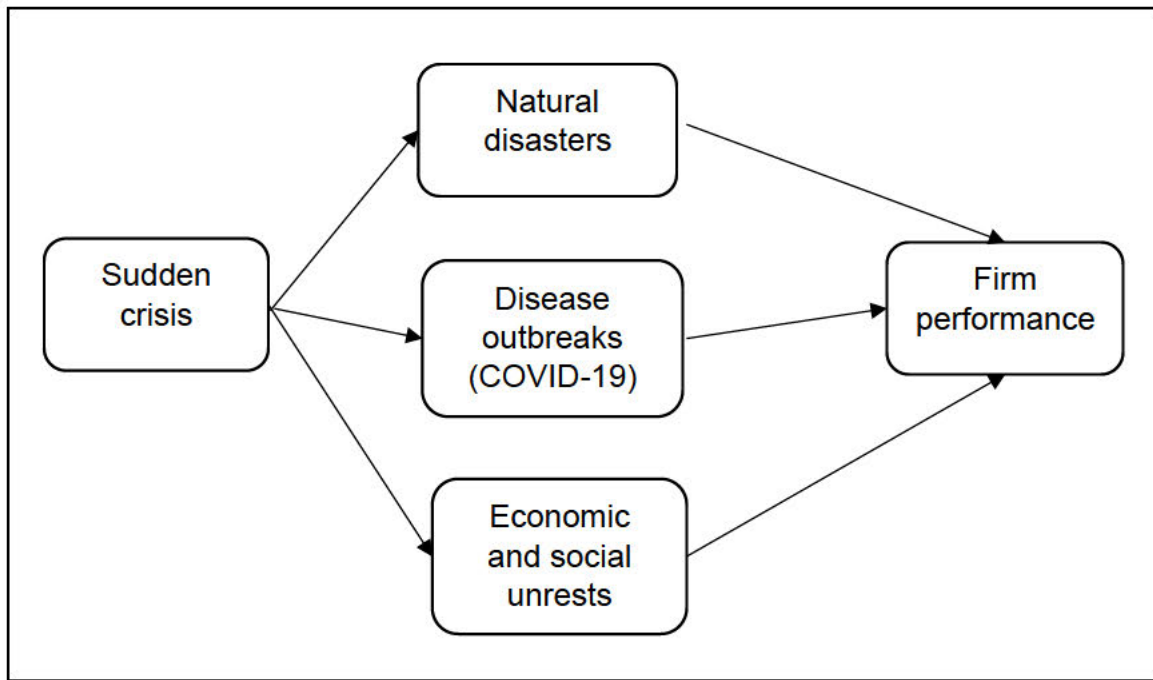 Natural
disasters
Sudden
crisis
Disease
outbreaks
(COVID-19)
Firm
performance
Economic
and social
unrests